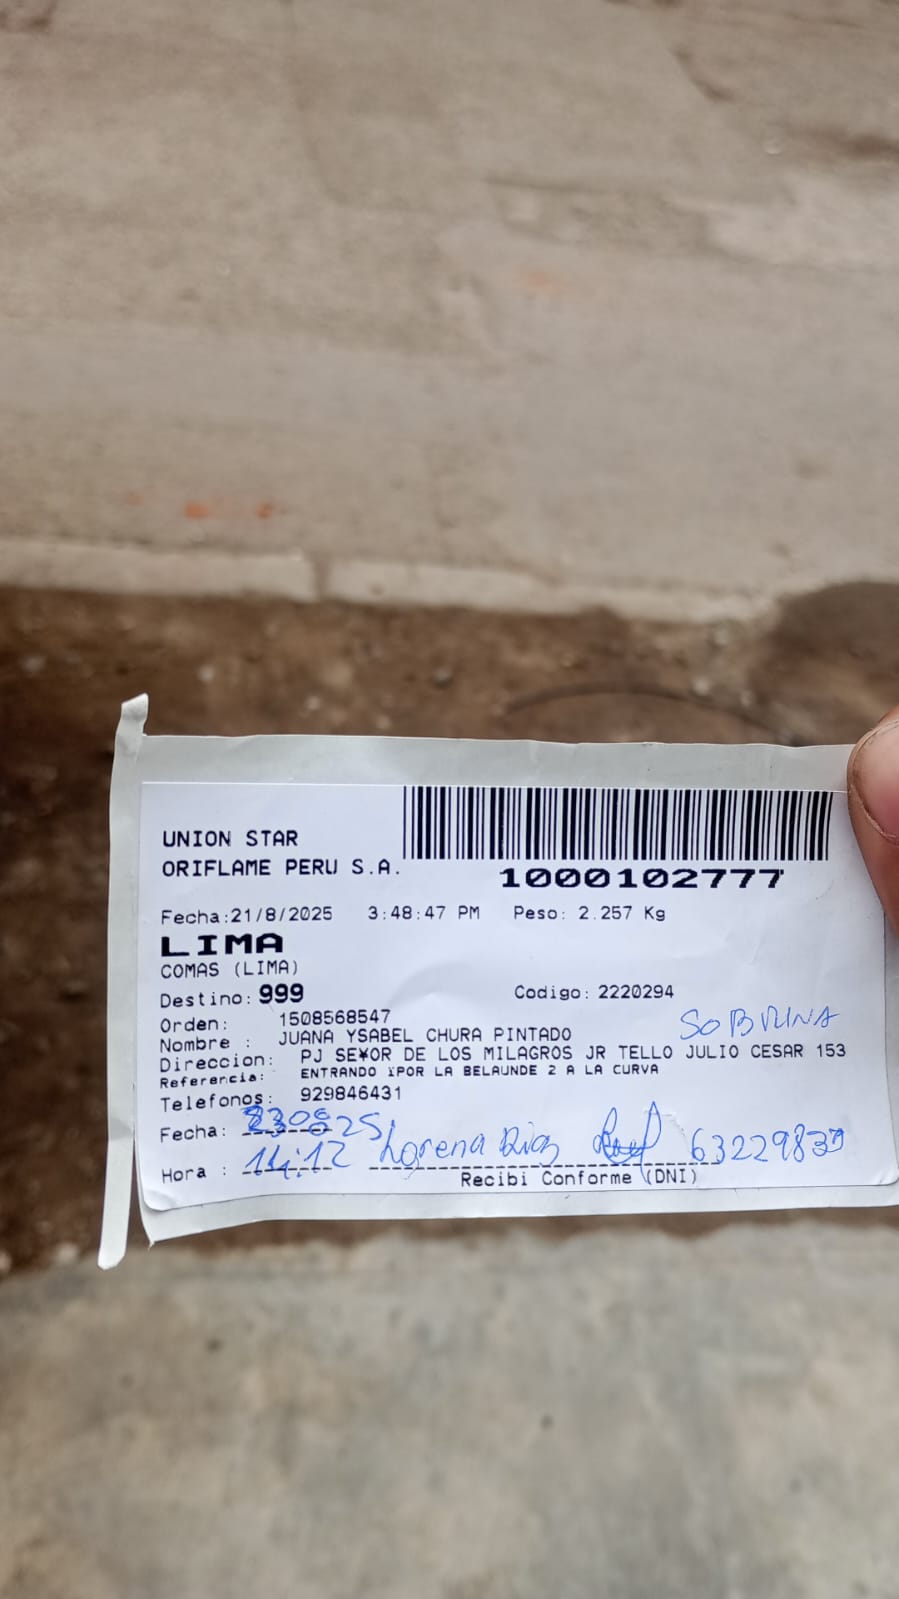 UNION STAR
ORIFLAME PERU S.A.
1000102777
Fecha:21/8/2025 3:48:47 PM Peso: 2.257 Kg
LIMA
COMAS (LIMA)
Destino: 999 Codigo: 2220294
Orden: 1508568547
SOBRINA
Nombre : JUANA YSABEL CHURA PINTADO
Direccion: PJ SE¥OR DE LOS MILAGROS JR TELLO JULIO CESAR 153
Referencia: ENTRANDO ïPOR LA BELAUNDE 2 A LA CURVA
Telefonos: 929846431
Fecha: 230825
Hora : 14:12 Lorena
Recibi Conforme (DNI)